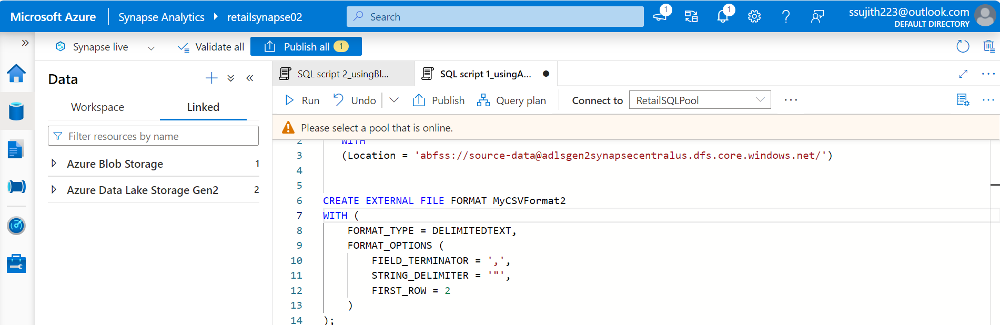 Microsoft Azure
Synapse Analytics
retailsynapse02
Search
1
1
ssujith223@outlook.com
DEFAULT DIRECTORY
Synapse live
Validate all
Publish all
1
Data
Workspace
Linked
Filter resources by name
Azure Blob Storage
1
Azure Data Lake Storage Gen2
2
SQL script 2_usingBl...
SQL script 1_usingA...
Run
Undo
Publish
Query plan
Connect to
RetailSQLPool
Please select a pool that is online.
2 WITH
3 (Location = 'abfss://source-data@adlsgen2synapsecentralus.dfs.core.windows.net/')
4
5
6 CREATE EXTERNAL FILE FORMAT MyCSVFormat2
7 WITH (
8 FORMAT_TYPE = DELIMITEDTEXT,
9 FORMAT_OPTIONS (
10 FIELD_TERMINATOR = ',',
11 STRING_DELIMITER = '"',
12 FIRST_ROW = 2
13 )
14 );